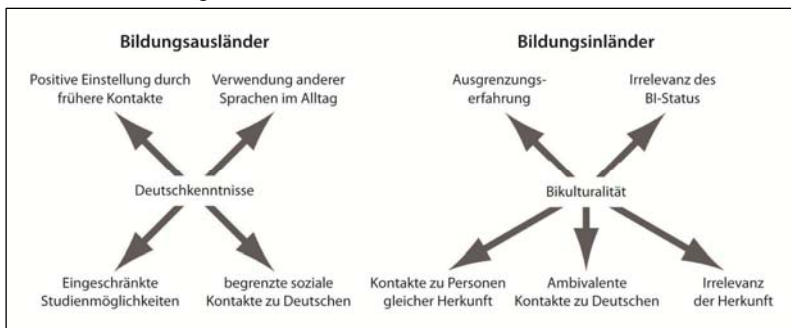 Bildungsausländer
Positive Einstellung durch
frühere Kontakte
Verwendung anderer
Sprachen im Alltag
Deutschkenntnisse
Eingeschränkte
Studienmöglichkeiten
begrenzte soziale
Kontakte zu Deutschen
Bildungsinländer
Ausgrenzungs-
erfahrung
Irrelevanz des
BI-Status
Bikulturalität
Kontakte zu Personen
gleicher Herkunft
Ambivalente
Kontakte zu Deutschen
Irrelevanz
der Herkunft